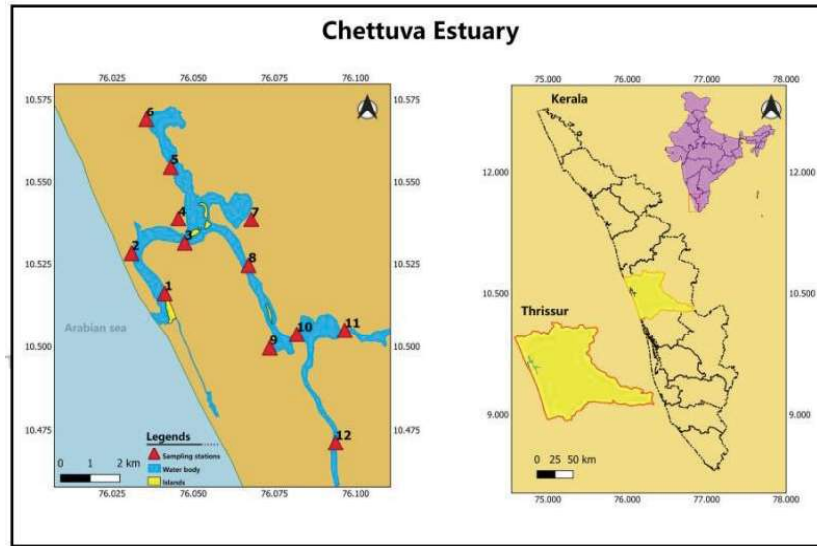 Chettuva Estuary
76.025 76.050 76.075 76.100
10.575 10.575
10.550 10.550
10.525 10.525
10.500 10.500
10.475 10.475
6
5
4
7
3
2
8
1
10
11
9
12
Arabian sea
Legends
Sampling stations
Water body
Islands
0 1 2 km
76.025 76.050 76.075 76.100
75.000 76.000 77.000 78.000
Kerala
12.000 12.000
10.500 10.500
Thrissur
9.000 9.000
0 25 50 km
75.000 76.000 77.000 78.000